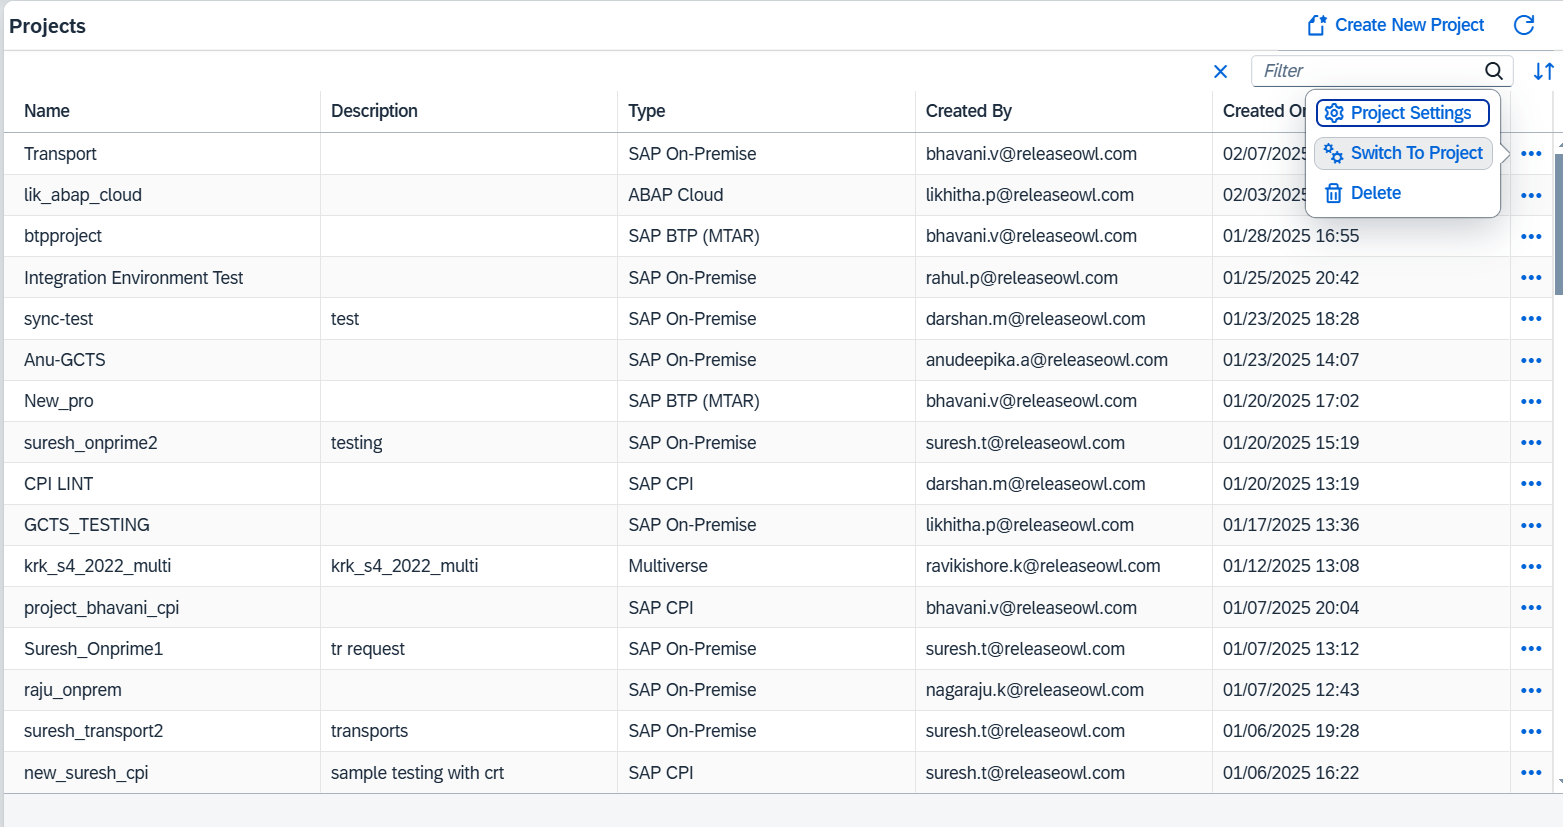 Projects Create New Project
Filter
Name Description Type Created By Created On
Project Settings
Switch To Project
Delete
Transport SAP On-Premise bhavani.v@releaseowl.com 02/07/2025
lik_abap_cloud ABAP Cloud likhitha.p@releaseowl.com 02/03/2025
btpproject SAP BTP (MTAR) bhavani.v@releaseowl.com 01/28/2025 16:55
Integration Environment Test SAP On-Premise rahul.p@releaseowl.com 01/25/2025 20:42
sync-test test SAP On-Premise darshan.m@releaseowl.com 01/23/2025 18:28
Anu-GCTS SAP On-Premise anudeepika.a@releaseowl.com 01/23/2025 14:07
New_pro SAP BTP (MTAR) bhavani.v@releaseowl.com 01/20/2025 17:02
suresh_onprime2 testing SAP On-Premise suresh.t@releaseowl.com 01/20/2025 15:19
CPI LINT SAP CPI darshan.m@releaseowl.com 01/20/2025 13:19
GCTS_TESTING SAP On-Premise likhitha.p@releaseowl.com 01/17/2025 13:36
krk_s4_2022_multi krk_s4_2022_multi Multiverse ravikishore.k@releaseowl.com 01/12/2025 13:08
project_bhavani_cpi SAP CPI bhavani.v@releaseowl.com 01/07/2025 20:04
Suresh_Onprime1 tr request SAP On-Premise suresh.t@releaseowl.com 01/07/2025 13:12
raju_onprem SAP On-Premise nagaraju.k@releaseowl.com 01/07/2025 12:43
suresh_transport2 transports SAP On-Premise suresh.t@releaseowl.com 01/06/2025 19:28
new_suresh_cpi sample testing with crt SAP CPI suresh.t@releaseowl.com 01/06/2025 16:22